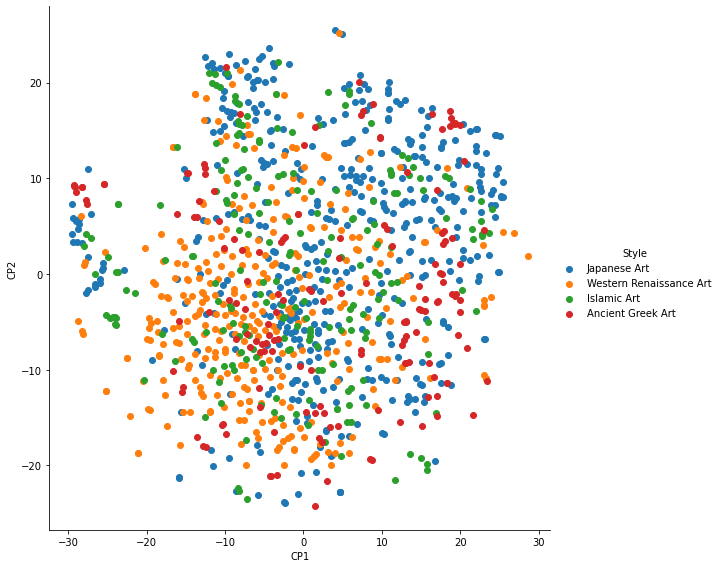 20
10
0
−10
−20
CP2
−30
−20
−10
0
10
20
30
CP1
Style
Japanese Art
Western Renaissance Art
Islamic Art
Ancient Greek Art